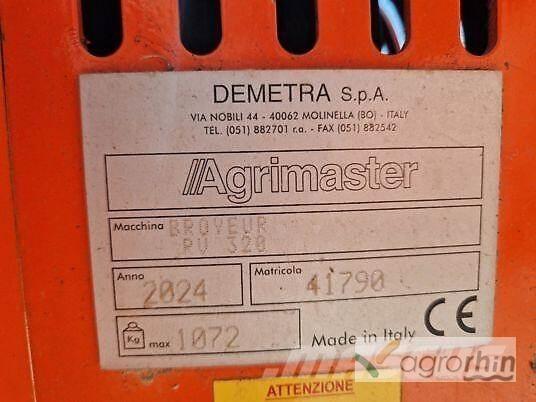 DEMETRA S.p.A.
VIA NOBILI 44 - 40062 MOLINELLA (BO) - ITALY
TEL. (051) 882701 r.a. - FAX (051) 882542
Agrimaster
Macchina BROYEUR
RV 320
Anno 2024 Matricola 41790
Kg max 1072 Made in Italy CE
agrorhin
ATTENZIONE